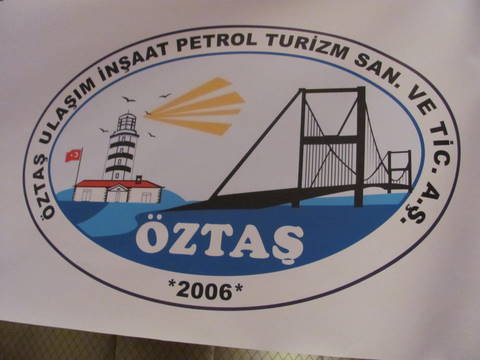 ÖZTAŞ ULAŞIM İNŞAAT PETROL TURİZM SAN. VE TİC. A.Ş.
ÖZTAŞ
*2006*